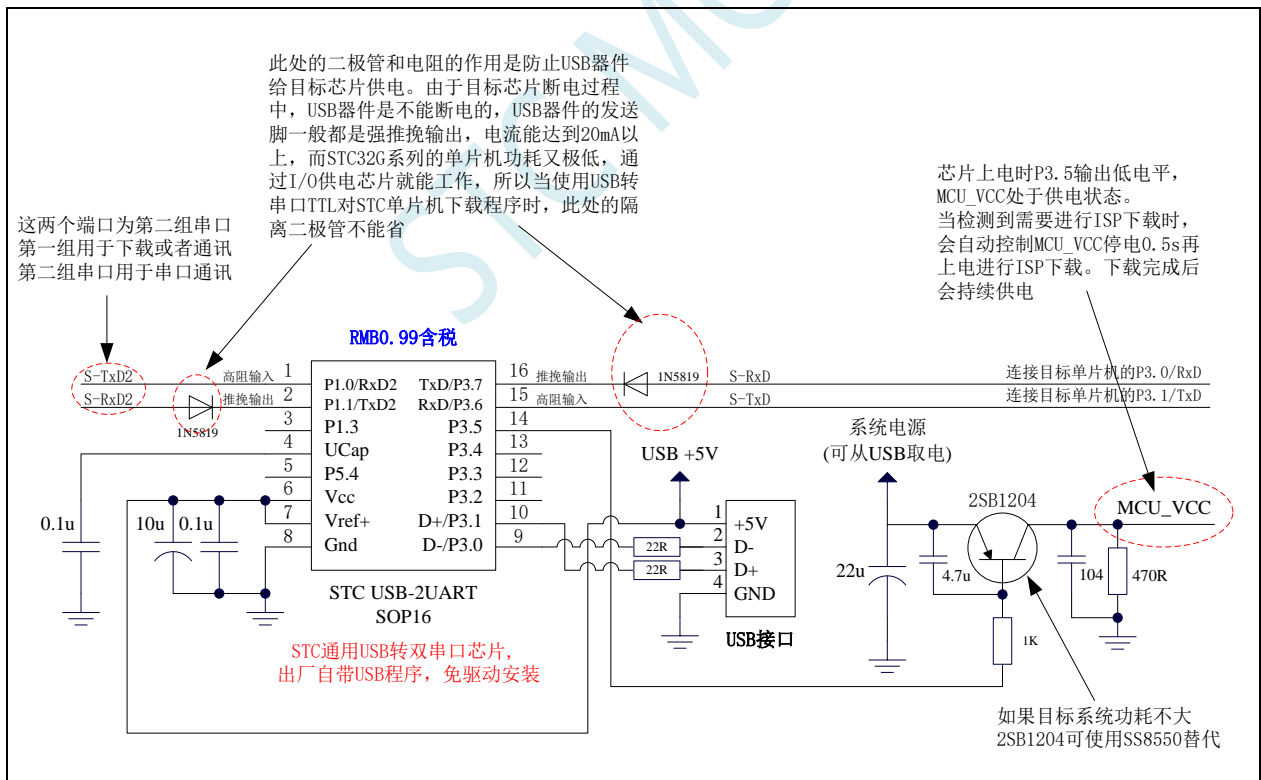 此处的二极管和电阻的作用是防止USB器件
给目标芯片供电。由于目标芯片断电过程
中，USB器件是不能断电的，USB器件的发送
脚一般都是强推挽输出，电流能达到20mA以
上，而STC32G系列的单片机功耗又极低，通
过I/O供电芯片就能工作，所以当使用USB转
串口TTL对STC单片机下载程序时，此处的隔
离二极管不能省
芯片上电时P3.5输出低电平，
MCU_VCC处于供电状态。
当检测到需要进行ISP下载时，
会自动控制MCU_VCC停电0.5s再
上电进行ISP下载。下载完成后
会持续供电
这两个端口为第二组串口
第一组用于下载或者通讯
第二组串口用于串口通讯
STC MC
RMB0.99含税
S-TxD2
高阻输入
1
P1.0/RxD2
TxD/P3.7
16
推挽输出
1N5819
S-RxD
连接目标单片机的P3.0/RxD
S-RxD2
1N5819
推挽输出
2
P1.1/TxD2
RxD/P3.6
15
高阻输入
S-TxD
连接目标单片机的P3.1/TxD
3
P1.3
P3.5
14
4
UCap
P3.4
13
5
P5.4
P3.3
12
6
Vcc
P3.2
11
7
Vref+
D+/P3.1
10
8
Gnd
D-/P3.0
9
0.1u
10u
0.1u
STC USB-2UART
SOP16
STC通用USB转双串口芯片，
出厂自带USB程序，免驱动安装
USB +5V
22R
22R
1
+5V
2
D-
3
D+
4
GND
USB接口
系统电源
(可从USB取电)
2SB1204
MCU_VCC
22u
4.7u
104
470R
1K
如果目标系统功耗不大
2SB1204可使用SS8550替代